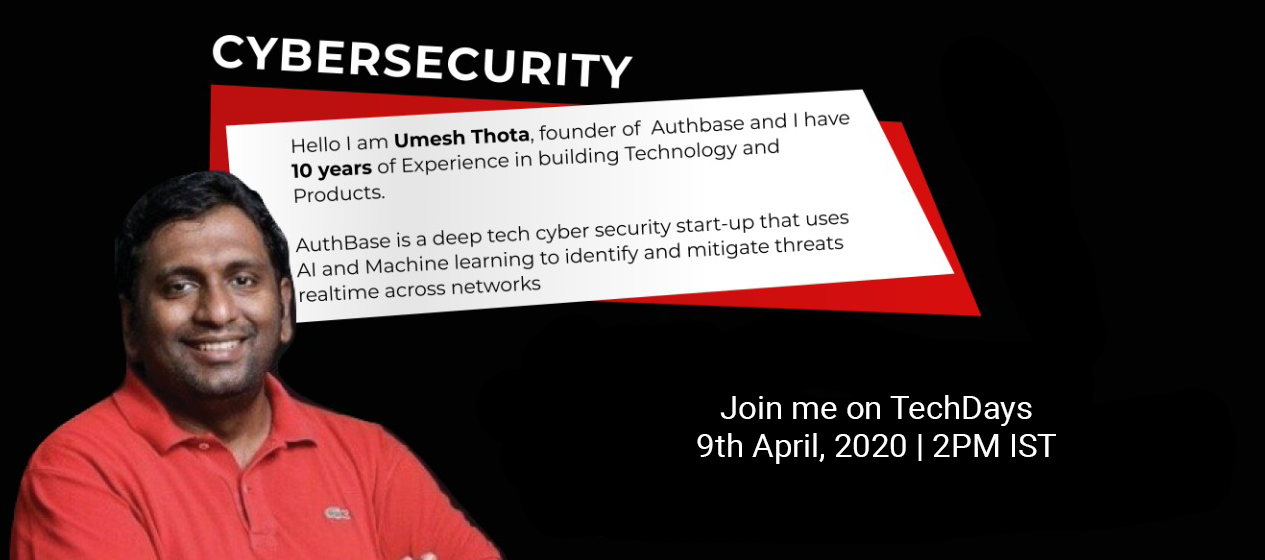 CYBERSECURITY
Hello I am Umesh Thota, founder of Authbase and I have
10 years of Experience in building Technology and
Products.
AuthBase is a deep tech cyber security start-up that uses
AI and Machine learning to identify and mitigate threats
realtime across networks
Join me on TechDays
9th April, 2020 | 2PM IST